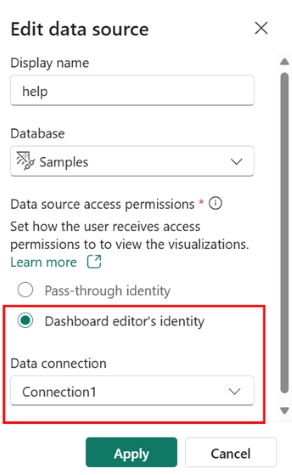 Edit data source
Display name
help
Database
Samples
Data source access permissions *
Set how the user receives access
permissions to to view the visualizations.
Learn more
Pass-through identity
Dashboard editor's identity
Data connection
Connection1
Apply Cancel